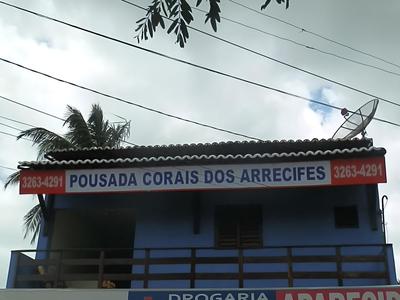 3263-4291 POUSADA CORAIS DOS ARRECIFES 3263-4291
DROGARIA